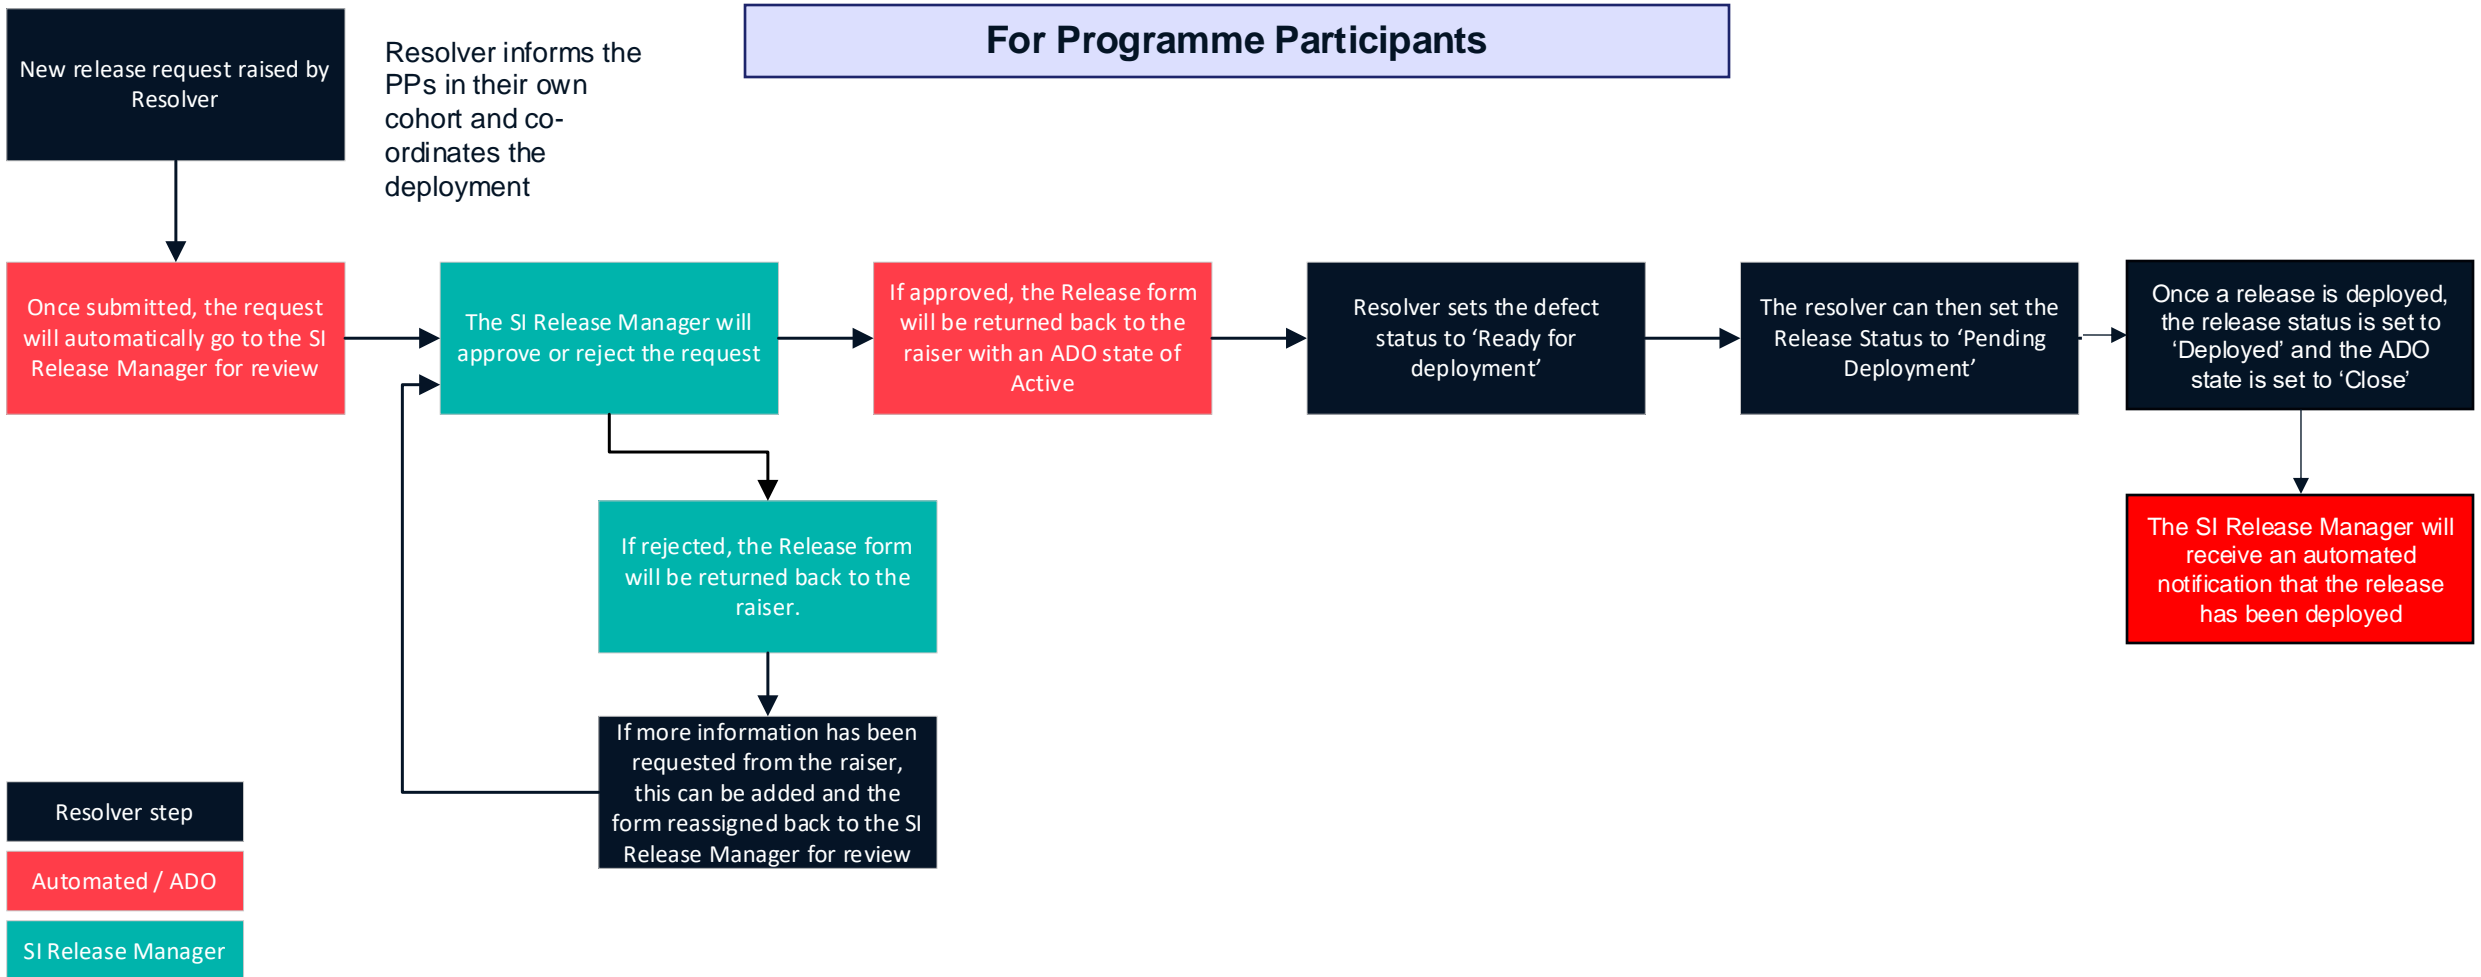 For Programme Participants
New release request raised by
Resolver
Resolver informs the
PPs in their own
cohort and co-
ordinates the
deployment
Once submitted, the request
will automatically go to the SI
Release Manager for review
The SI Release Manager will
approve or reject the request
If approved, the Release form
will be returned back to the
raiser with an ADO state of
Active
Resolver sets the defect
status to ‘Ready for
deployment’
The resolver can then set the
Release Status to ‘Pending
Deployment’
Once a release is deployed,
the release status is set to
‘Deployed’ and the ADO
state is set to ‘Close’
The SI Release Manager will
receive an automated
notification that the release
has been deployed
If rejected, the Release form
will be returned back to the
raiser.
If more information has been
requested from the raiser,
this can be added and the
form reassigned back to the SI
Release Manager for review
Resolver step
Automated / ADO
SI Release Manager